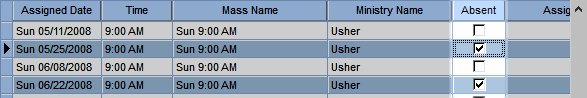 Assigned Date Time Mass Name Ministry Name Absent Assig
Sun 05/11/2008 9:00 AM Sun 9:00 AM Usher
Sun 05/25/2008 9:00 AM Sun 9:00 AM Usher
Sun 06/08/2008 9:00 AM Sun 9:00 AM Usher
Sun 06/22/2008 9:00 AM Sun 9:00 AM Usher